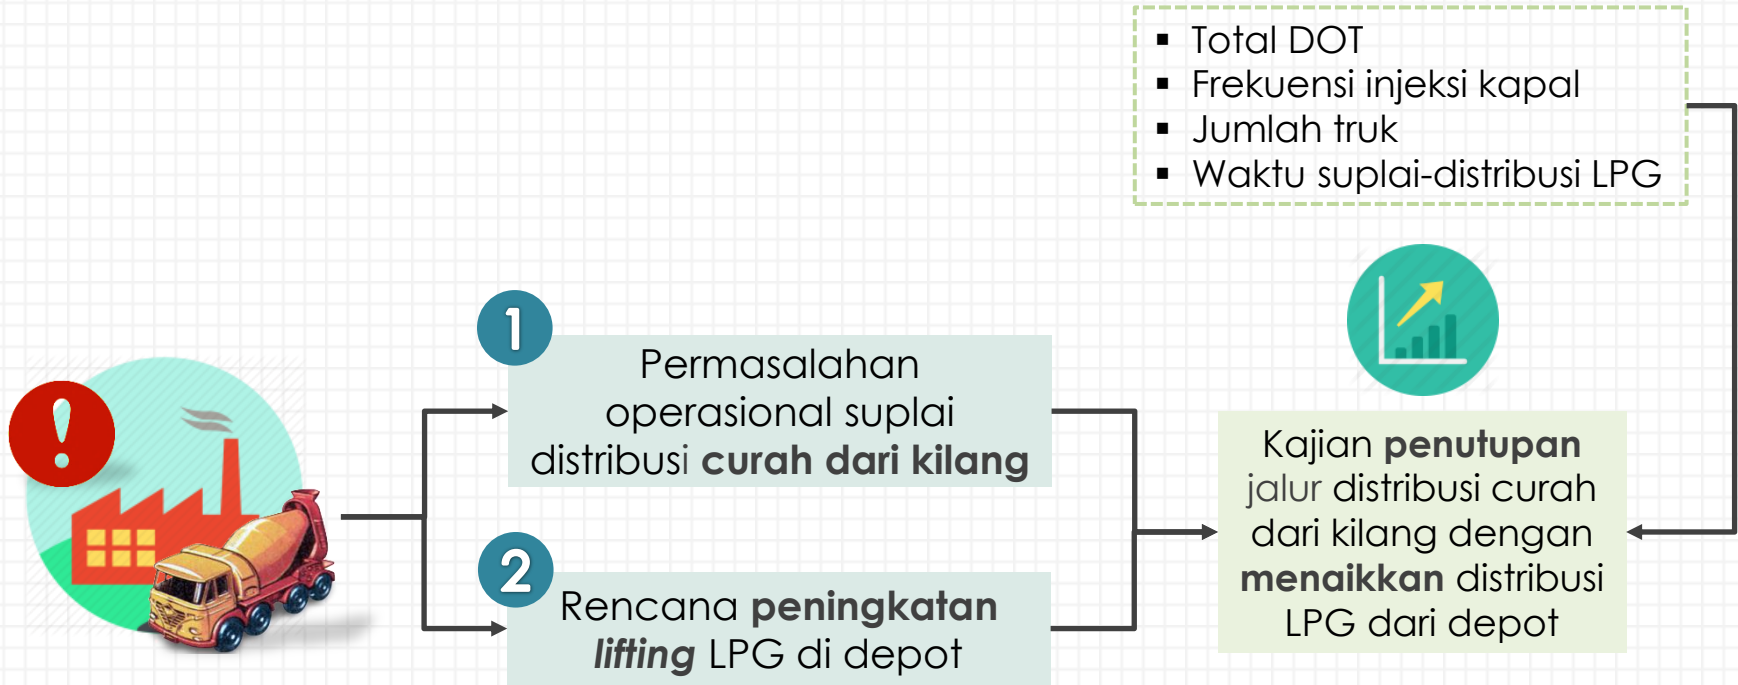 ▪ Total DOT
▪ Frekuensi injeksi kapal
▪ Jumlah truk
▪ Waktu suplai-distribusi LPG
1
Permasalahan
operasional suplai
distribusi curah dari kilang
2
Rencana peningkatan
lifting LPG di depot
Kajian penutupan
jalur distribusi curah
dari kilang dengan
menaikkan distribusi
LPG dari depot